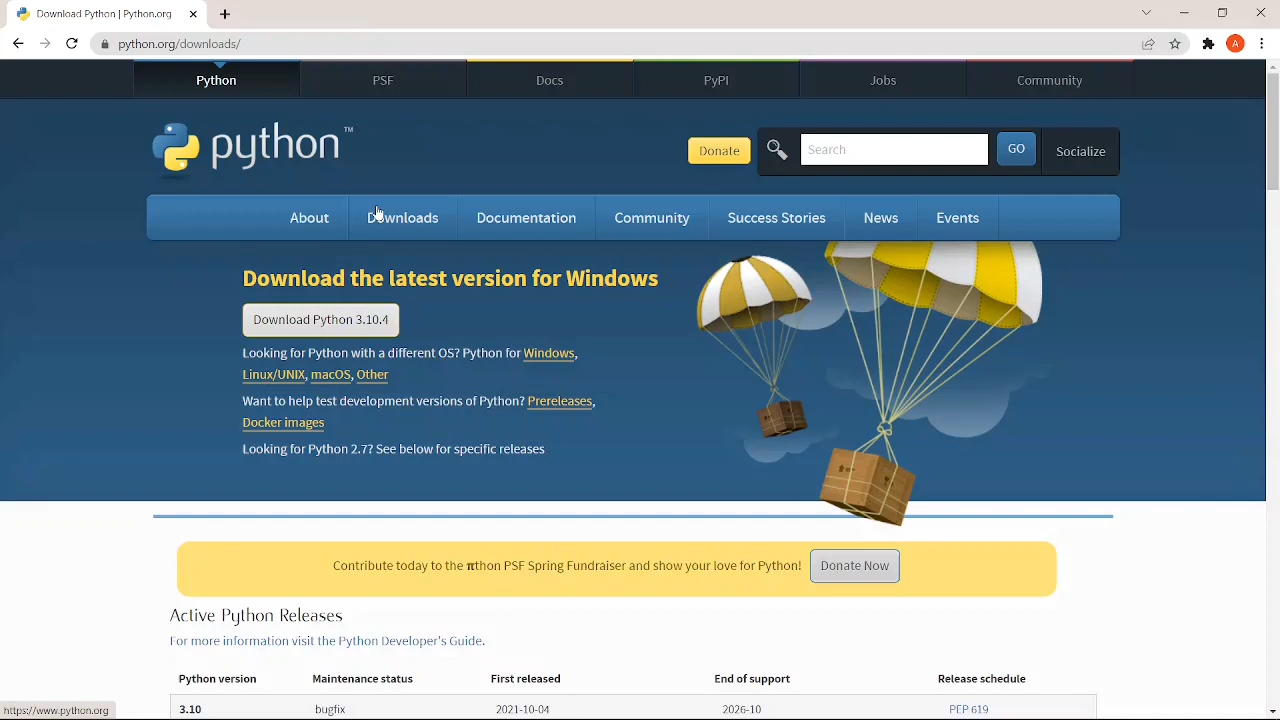 Download Python | Python.org
python.org/downloads/
A
Python
PSF
Docs
PyPI
Jobs
Community
python™
Donate
Search
GO
Socialize
About
Downloads
Documentation
Community
Success Stories
News
Events
Download the latest version for Windows
Download Python 3.10.4
Looking for Python with a different OS? Python for Windows,
Linux/UNIX, macOS, Other
Want to help test development versions of Python? Prereleases,
Docker images
Looking for Python 2.7? See below for specific releases
Contribute today to the πthon PSF Spring Fundraiser and show your love for Python!
Donate Now
Active Python Releases
For more information visit the Python Developer's Guide.
Python version
Maintenance status
First released
End of support
Release schedule
3.10
bugfix
2021-10-04
2026-10
PEP 619
https://www.python.org